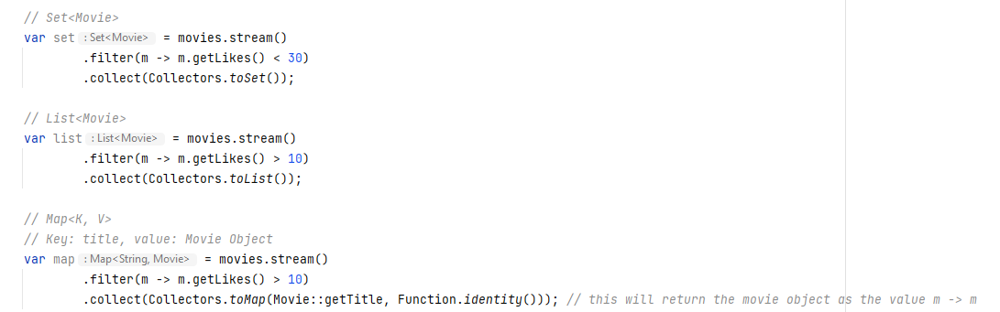 // Set<Movie>
var set : Set<Movie> = movies.stream()
.filter(m -> m.getLikes() < 30)
.collect(Collectors.toSet());
// List<Movie>
var list : List<Movie> = movies.stream()
.filter(m -> m.getLikes() > 10)
.collect(Collectors.toList());
// Map<K, V>
// Key: title, value: Movie Object
var map : Map<String, Movie> = movies.stream()
.filter(m -> m.getLikes() > 10)
.collect(Collectors.toMap(Movie::getTitle, Function.identity())); // this will return the movie object as the value m -> m